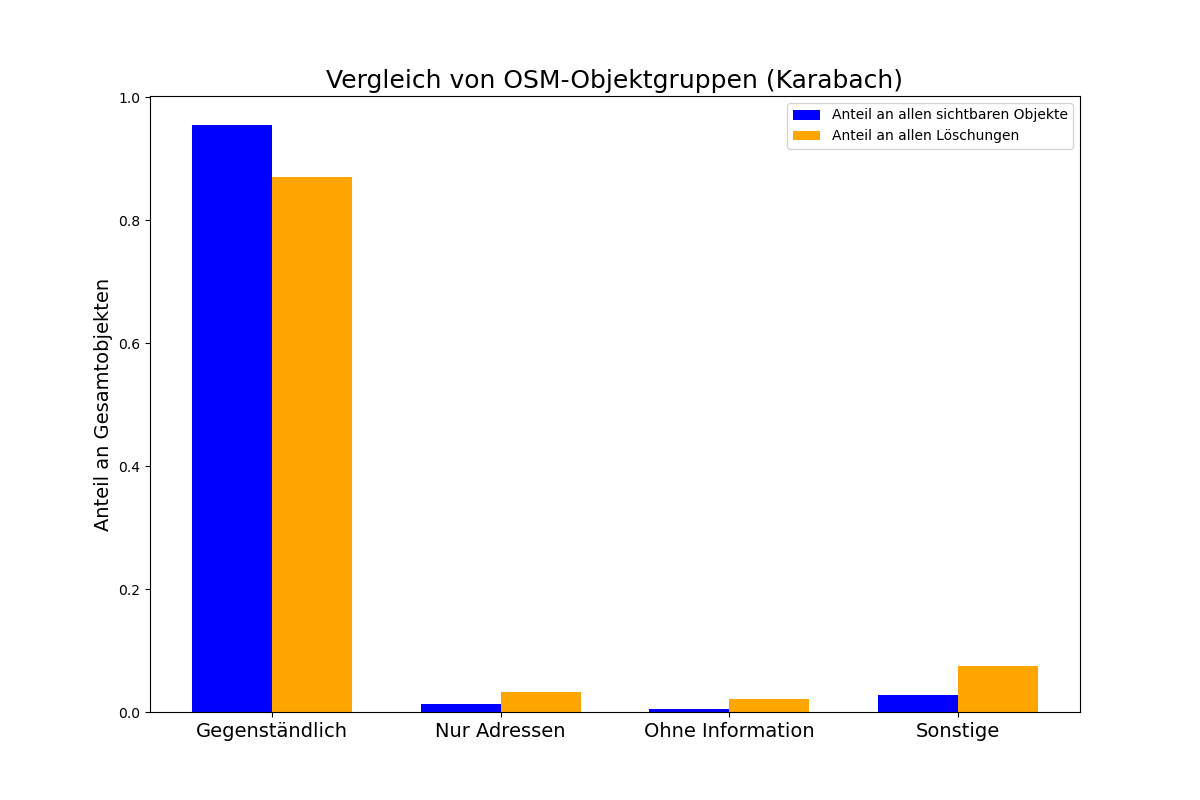 Vergleich von OSM-Objektgruppen (Karabach)
Anteil an allen sichtbaren Objekte
Anteil an allen Löschungen
Anteil an Gesamtobjekten
1.0
0.8
0.6
0.4
0.2
0.0
Gegenständlich
Nur Adressen
Ohne Information
Sonstige